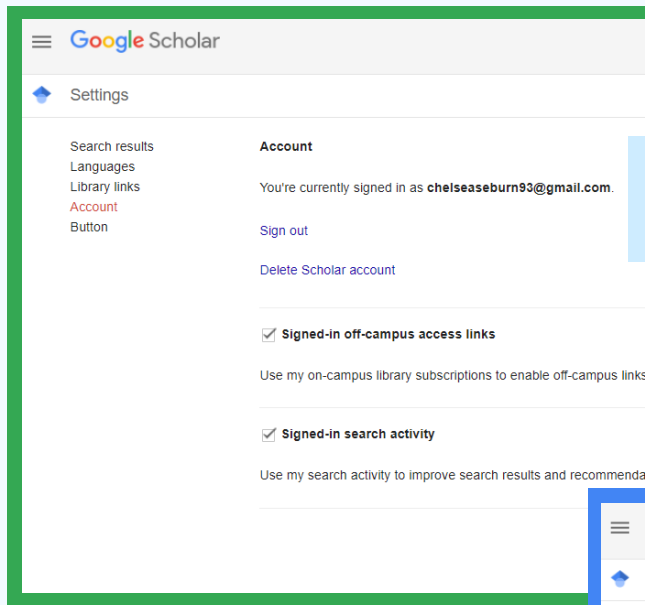 Google Scholar
Settings
Search results
Languages
Library links
Account
Button
Account
You're currently signed in as chelseaseburn93@gmail.com.
Sign out
Delete Scholar account
Signed-in off-campus access links
Use my on-campus library subscriptions to enable off-campus links
Signed-in search activity
Use my search activity to improve search results and recommenda